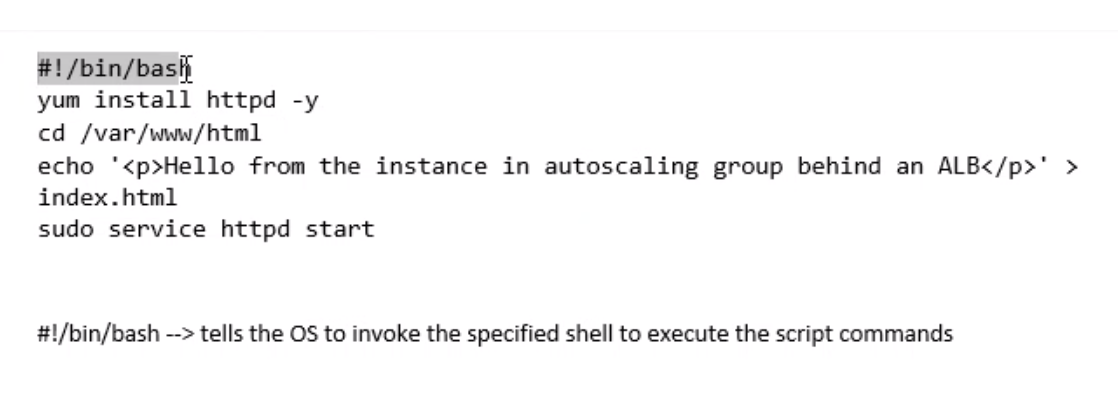 #!/bin/bash
yum install httpd -y
cd /var/www/html
echo '<p>Hello from the instance in autoscaling group behind an ALB</p>' >
index.html
sudo service httpd start
#!/bin/bash --> tells the OS to invoke the specified shell to execute the script commands